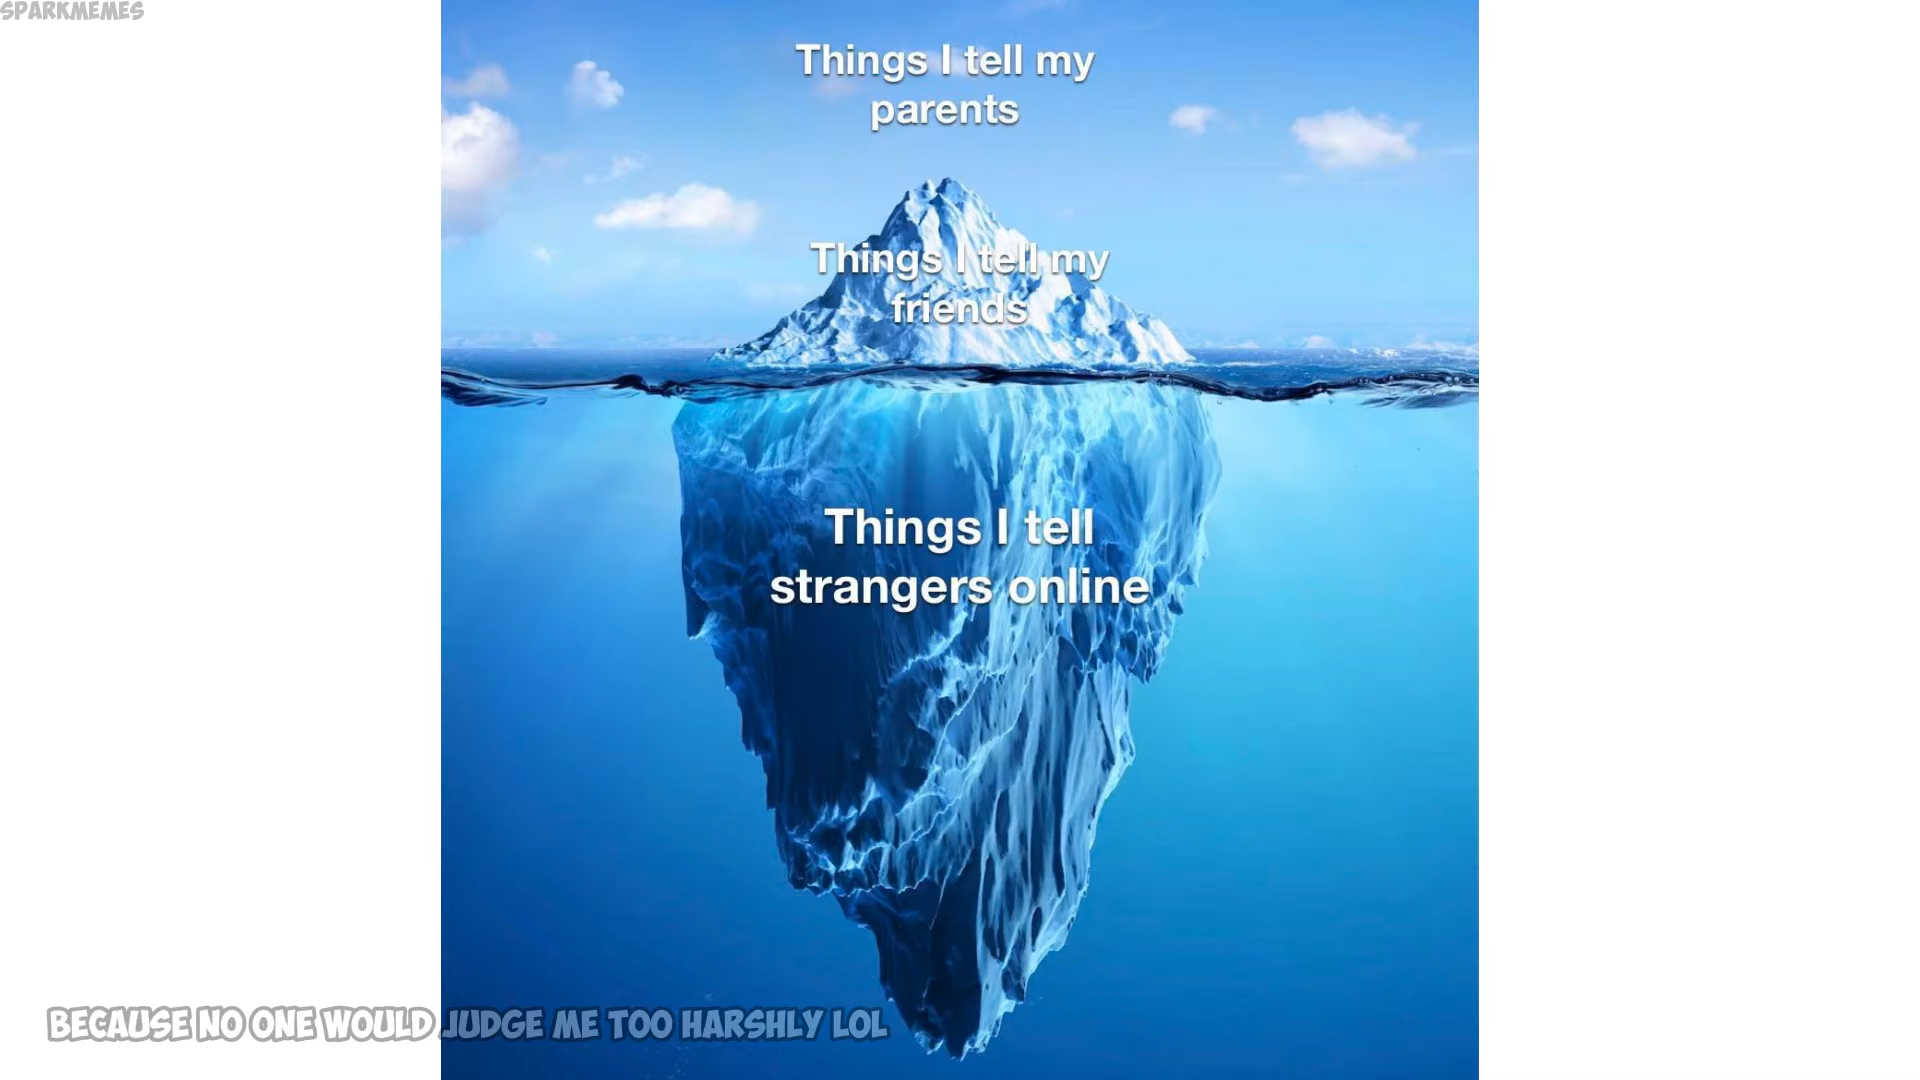 SPARKMEMES
Things I tell my
parents
Things I tell my
friends
Things I tell
strangers online
BECAUSE NO ONE WOULD JUDGE ME TOO HARSHLY LOL